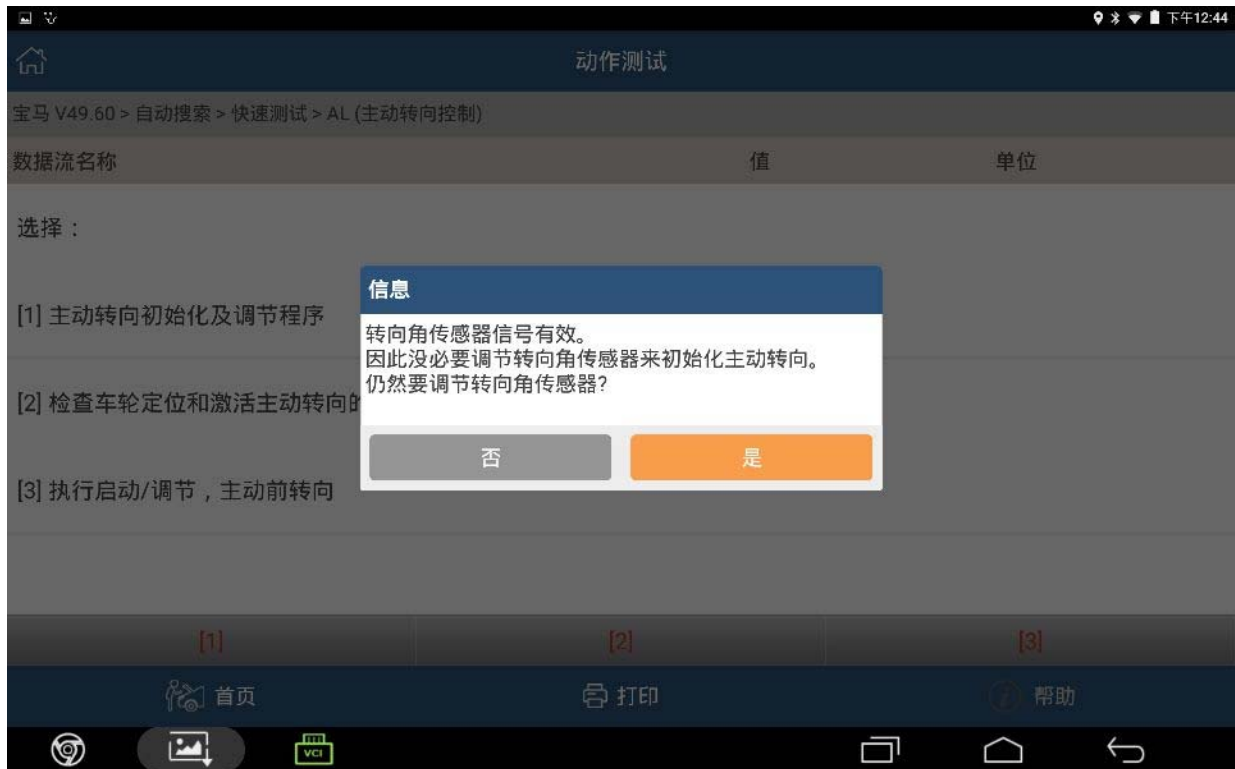 下午12:44
动作测试
宝马 V49.60 > 自动搜索 > 快速测试 > AL (主动转向控制)
数据流名称 值 单位
选择：
[1] 主动转向初始化及调节程序
[2] 检查车轮定位和激活主动转向的
[3] 执行启动/调节，主动前转向
信息
转向角传感器信号有效。
因此没必要调节转向角传感器来初始化主动转向。
仍然要调节转向角传感器?
否 是
[1] [2] [3]
首页 打印 帮助
VCI